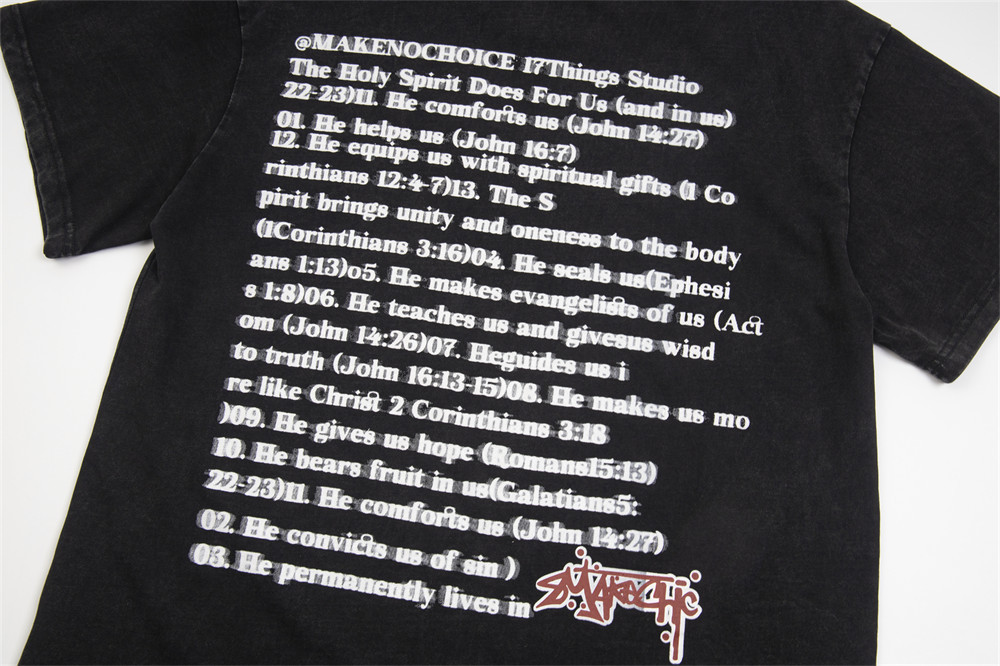 @MAKENOCHOICE 17Things Studio
The Holy Spirit Does For Us (and in us)
22-23)11. He comforts us (John 14:27)
01. He helps us (John 16:7)
12. He equips us with spiritual gifts (1 Co
rinthians 12:4-7)13. The S
pirit brings unity and oneness to the body
(1Corinthians 3:16)04. He seals us(Ephesi
ans 1:13)o5. He makes evangelists of us (Act
s 1:8)06. He teaches us and givesus wisd
om (John 14:26)07. Heguides us i
to truth (John 16:13-15)08. He makes us mo
re like Christ 2 Corinthians 3:18
)09. He gives us hope (Romans15:13)
10. He bears fruit in us(Galatians5:
22-23)11. He comforts us (John 14:27)
02. He convicts us of sin )
03. He permanently lives in